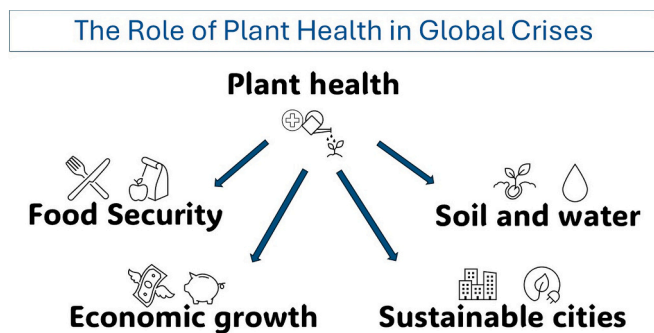 The Role of Plant Health in Global Crises
Plant health
Food Security
Soil and water
Economic growth
Sustainable cities